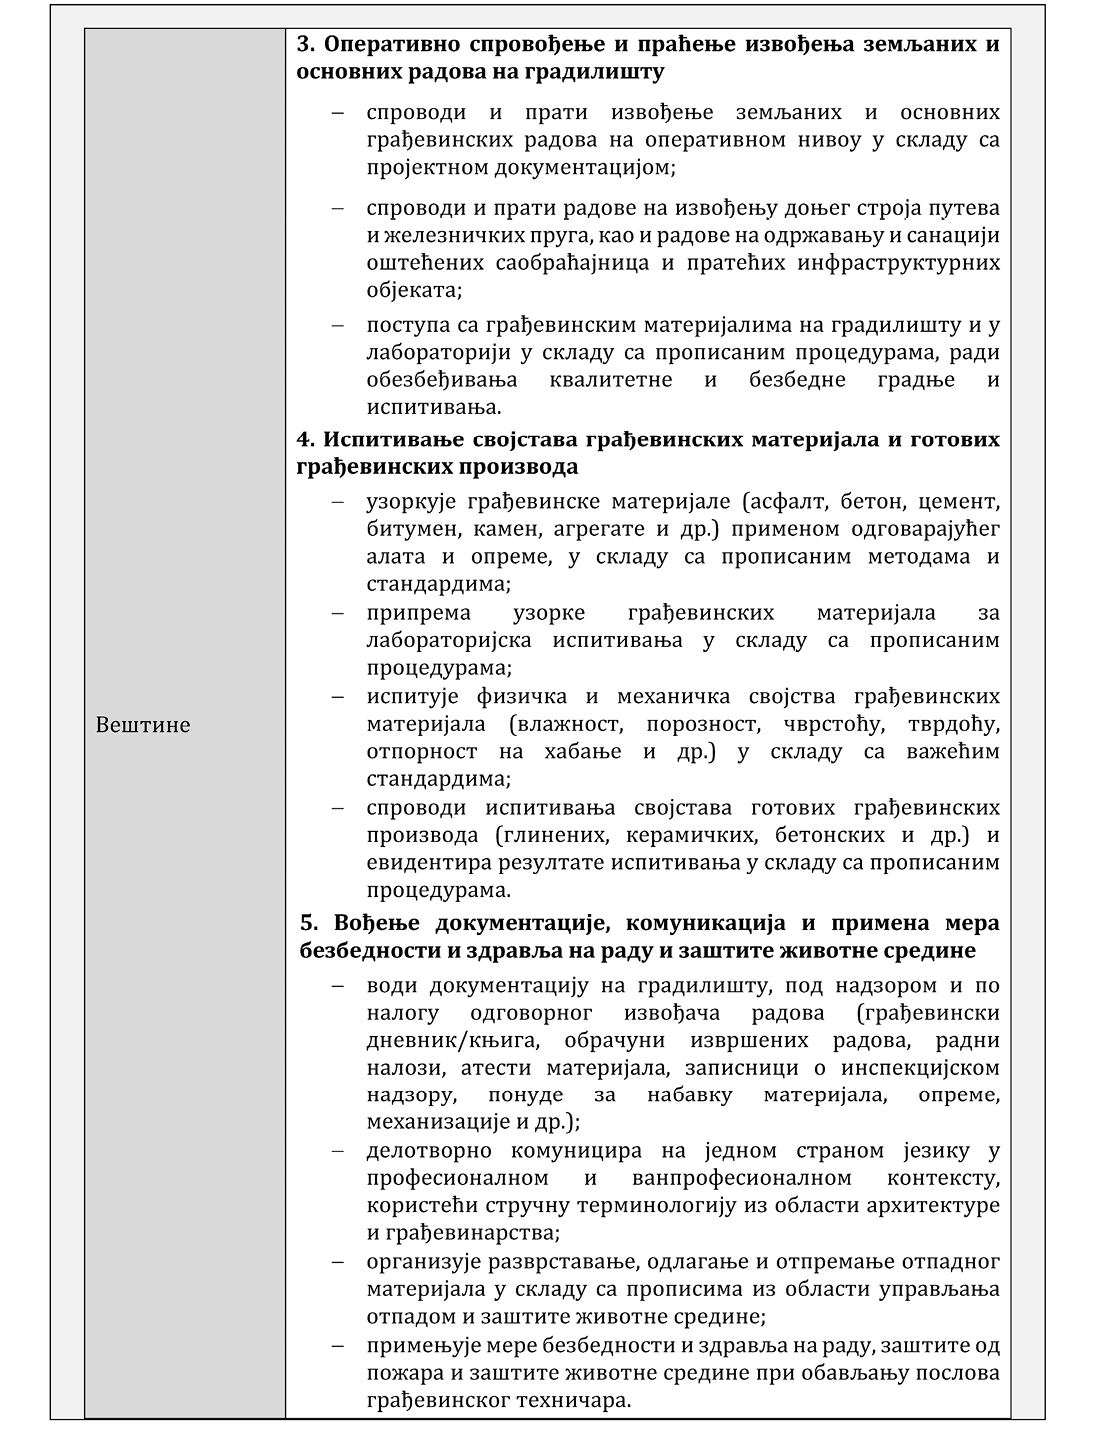 Вештине
3. Оперативно спровођење и праћење извођења земљаних и
основних радова на градилишту
– спроводи и прати извођење земљаних и основних
грађевинских радова на оперативном нивоу у складу са
пројектном документацијом;
– спроводи и прати радове на извођењу доњег строја путева
и железничких пруга, као и радове на одржавању и санацији
оштећених саобраћајница и пратећих инфраструктурних
објеката;
– поступа са грађевинским материјалима на градилишту и у
лабораторији у складу са прописаним процедурама, ради
обезбеђивања квалитетне и безбедне градње и
испитивања.
4. Испитивање својстава грађевинских материјала и готових
грађевинских производа
– узоркује грађевинске материјале (асфалт, бетон, цемент,
битумен, камен, агрегате и др.) применом одговарајућег
алата и опреме, у складу са прописаним методама и
стандардима;
– припрема узорке грађевинских материјала за
лабораторијска испитивања у складу са прописаним
процедурама;
– испитује физичка и механичка својства грађевинских
материјала (влажност, порозност, чврстоћу, тврдоћу,
отпорност на хабање и др.) у складу са важећим
стандардима;
– спроводи испитивања својстава готових грађевинских
производа (глинених, керамичких, бетонских и др.) и
евидентира резултате испитивања у складу са прописаним
процедурама.
5. Вођење документације, комуникација и примена мера
безбедности и здравља на раду и заштите животне средине
– води документацију на градилишту, под надзором и по
налогу одговорног извођача радова (грађевински
дневник/књига, обрачуни извршених радова, радни
налози, атести материјала, записници о инспекцијском
надзору, понуде за набавку материјала, опреме,
механизације и др.);
– делотворно комуницира на једном страном језику у
професионалном и ванпрофесионалном контексту,
користећи стручну терминологију из области архитектуре
и грађевинарства;
– организује разврставање, одлагање и отпремање отпадног
материјала у складу са прописима из области управљања
отпадом и заштите животне средине;
– примењује мере безбедности и здравља на раду, заштите од
пожара и заштите животне средине при обављању послова
грађевинског техничара.